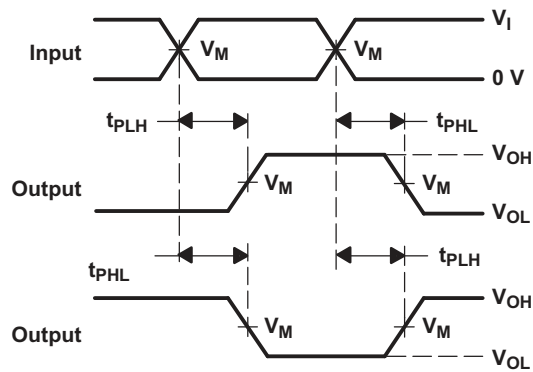 V_I
Input V_M V_M
0 V
t_PLH t_PHL
V_OH
Output V_M V_M
V_OL
t_PHL t_PLH
V_OH
Output V_M V_M
V_OL